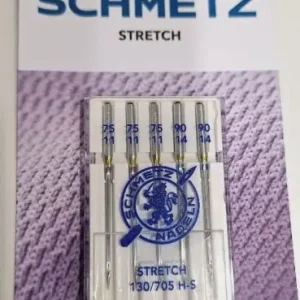 SCHMETZ
STRETCH
75 75 75 90 90
11 11 11 14 14
SCHMETZ
NADELN
STRETCH
130/705 H-S